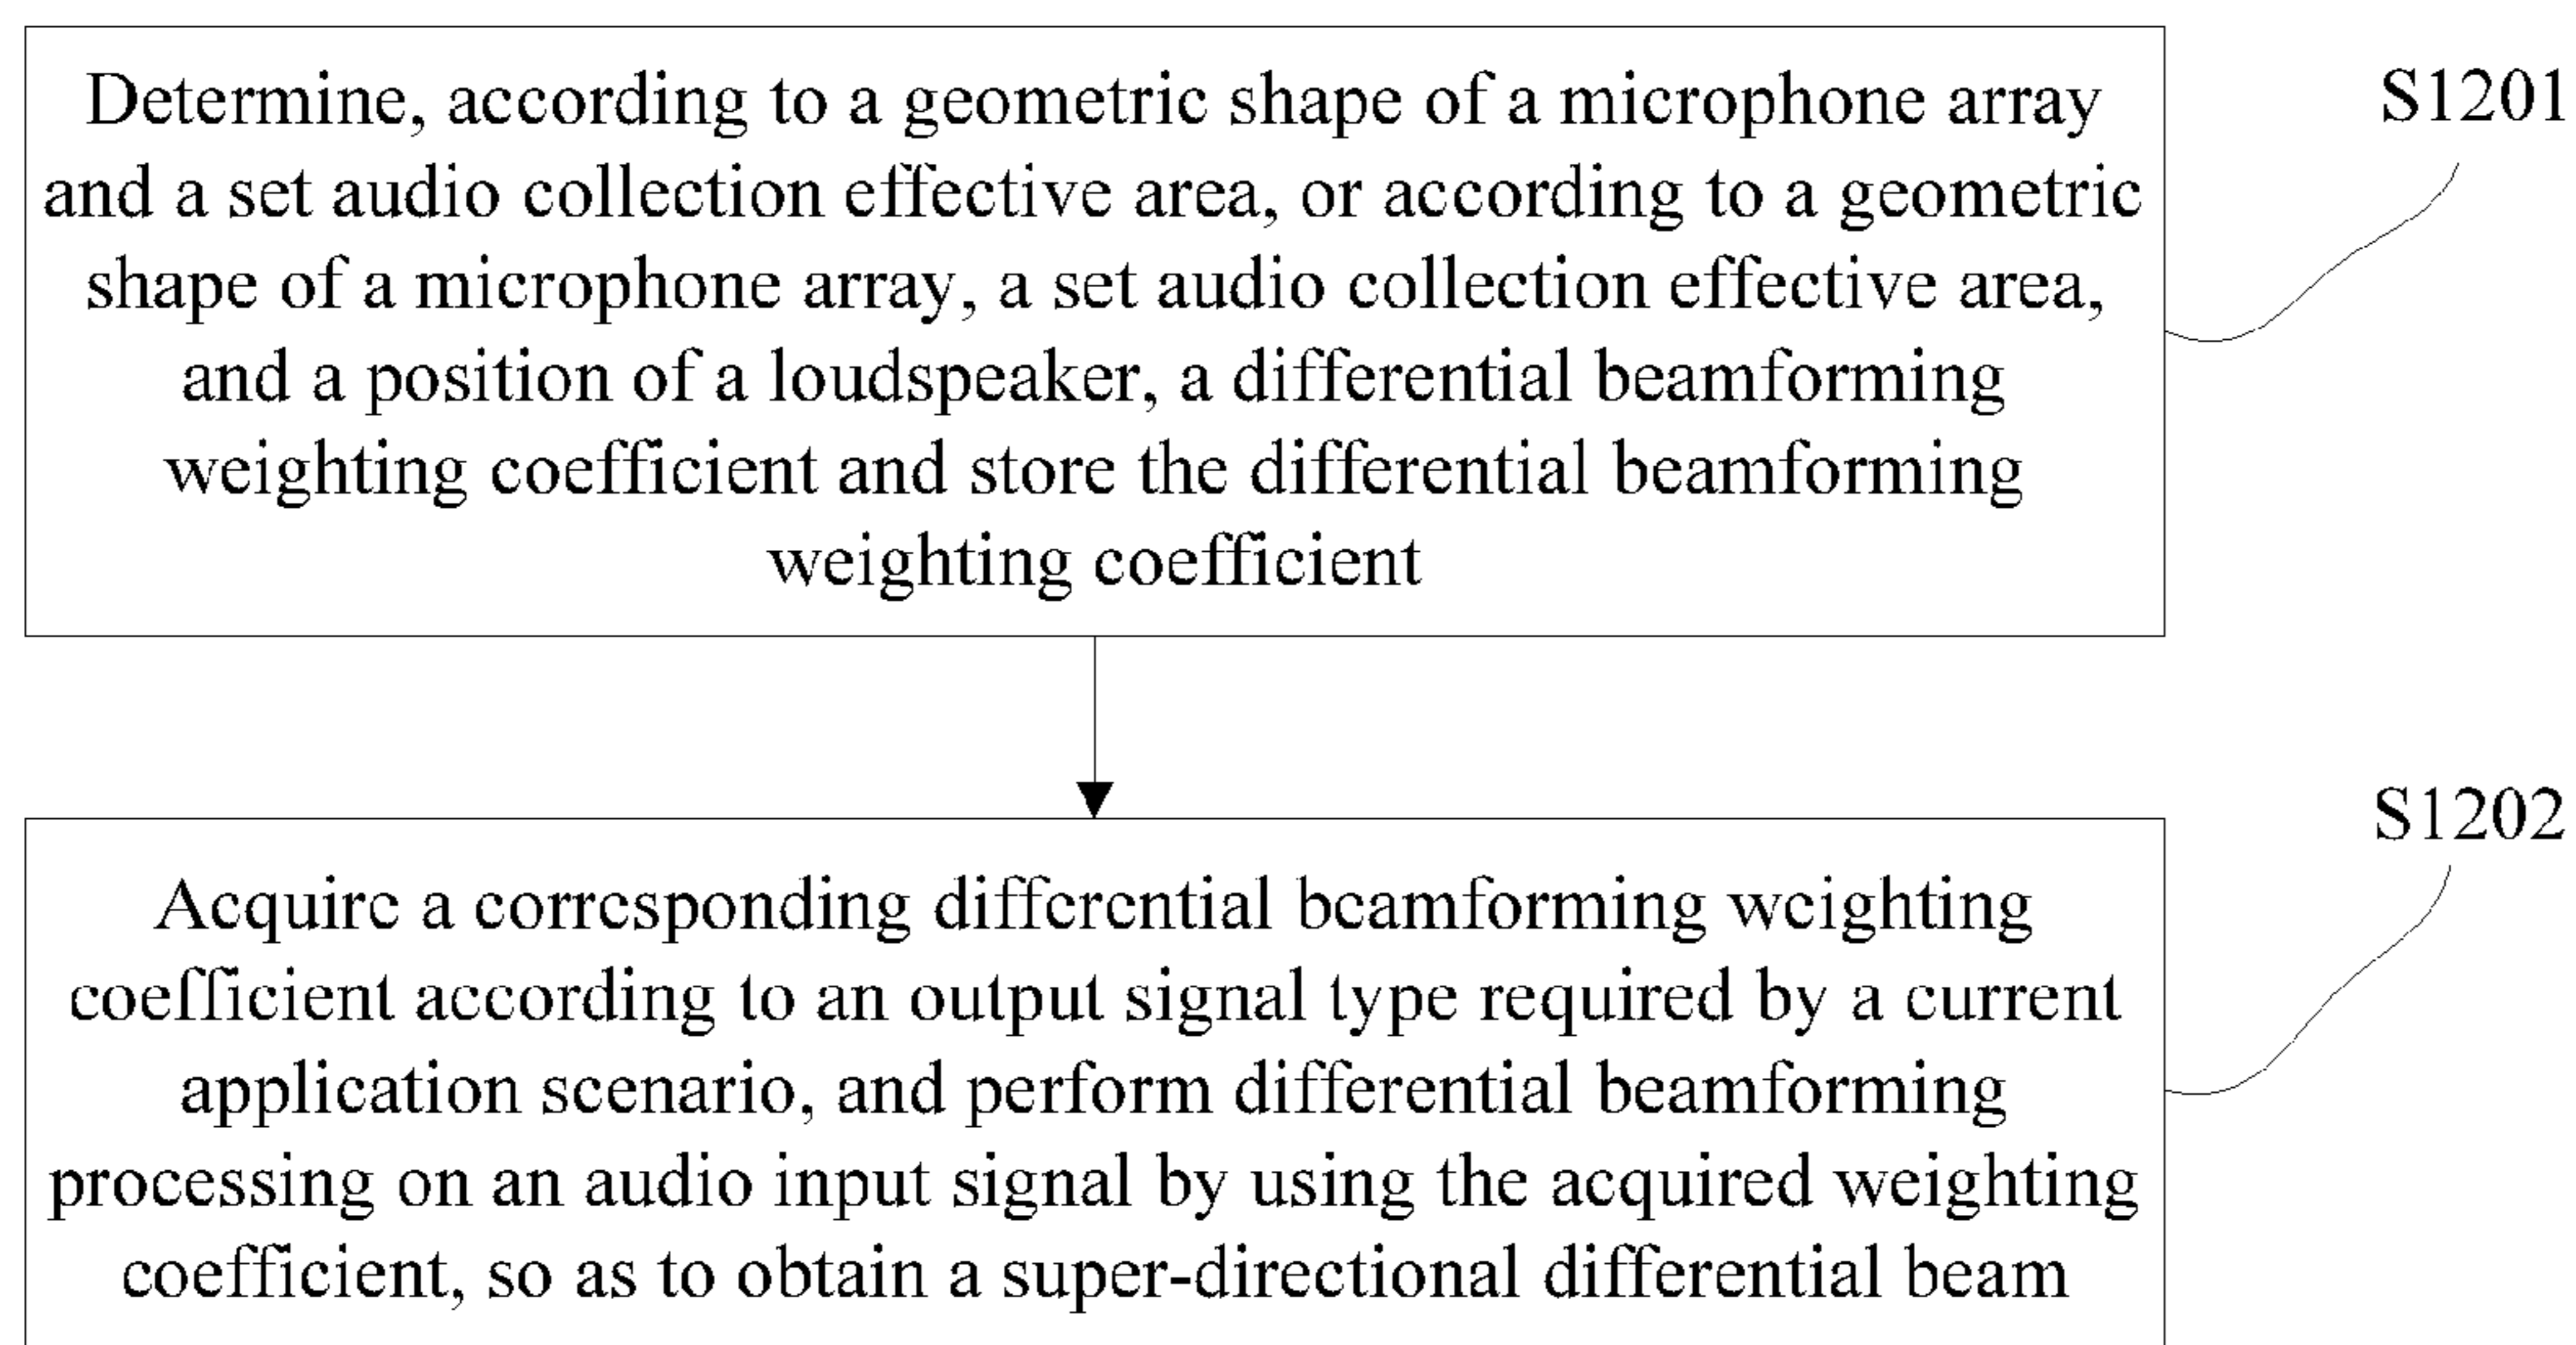 Determine, according to a geometric shape of a microphone array
and a set audio collection effective area, or according to a geometric
shape of a microphone array, a set audio collection effective area,
and a position of a loudspeaker, a differential beamforming
weighting coefficient and store the differential beamforming
weighting coefficient
S1201
Acquire a corresponding differential beamforming weighting
coefficient according to an output signal type required by a current
application scenario, and perform differential beamforming
processing on an audio input signal by using the acquired weighting
coefficient, so as to obtain a super-directional differential beam
S1202